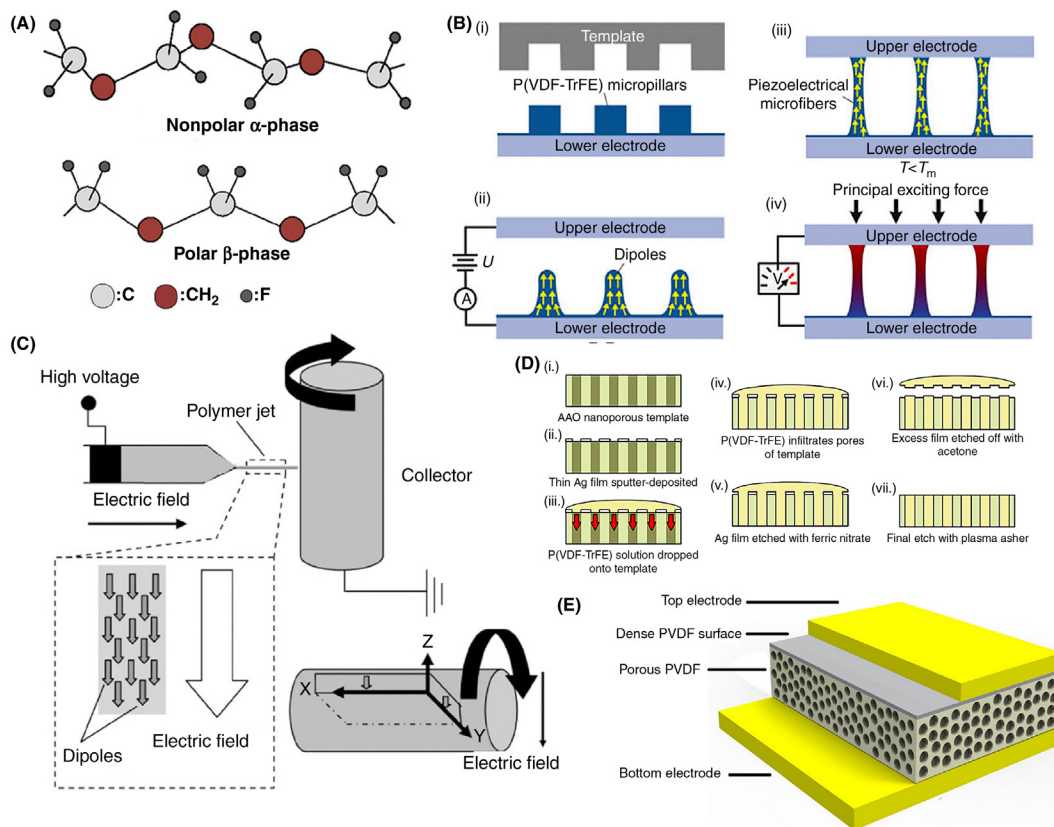 (A)
Nonpolar α-phase
Polar β-phase
:C :CH2 :F
(B)
(i)
Template
P(VDF-TrFE) micropillars
Lower electrode
(ii)
Upper electrode
U
A
Dipoles
Lower electrode
(iii)
Upper electrode
Piezoelectrical
microfibers
Lower electrode
T<Tm
Principal exciting force
(iv)
Upper electrode
V
Lower electrode
(C)
High voltage
Polymer jet
Electric field
Collector
Dipoles
Electric field
Z
X
Y
Electric field
(D)
(i.)
AAO nanoporous template
(ii.)
Thin Ag film sputter-deposited
(iii.)
P(VDF-TrFE) solution dropped
onto template
(iv.)
P(VDF-TrFE) infiltrates pores
of template
(v.)
Ag film etched with ferric nitrate
(vi.)
Excess film etched off with
acetone
(vii.)
Final etch with plasma asher
(E)
Top electrode
Dense PVDF surface
Porous PVDF
Bottom electrode